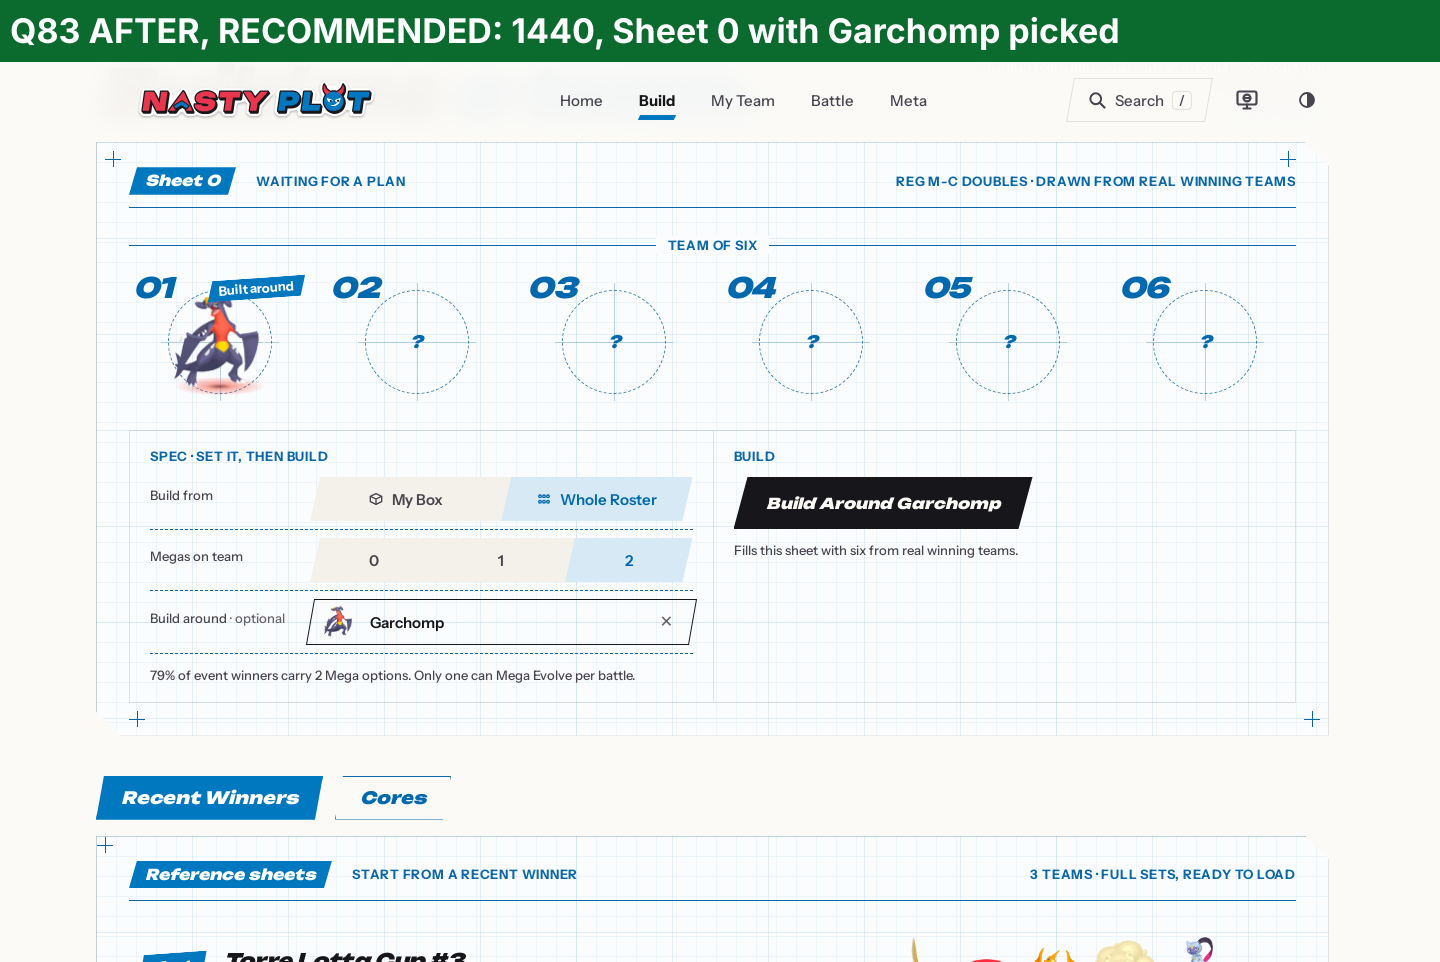 Q83 AFTER, RECOMMENDED: 1440, Sheet 0 with Garchomp picked
NASTY PLOT
Home
Build
My Team
Battle
Meta
Search /
Sheet 0
WAITING FOR A PLAN
REG M-C DOUBLES · DRAWN FROM REAL WINNING TEAMS
TEAM OF SIX
01
Built around
02
?
03
?
04
?
05
?
06
?
SPEC · SET IT, THEN BUILD
Build from
My Box
Whole Roster
Megas on team
0
1
2
Build around · optional
Garchomp
×
79% of event winners carry 2 Mega options. Only one can Mega Evolve per battle.
BUILD
Build Around Garchomp
Fills this sheet with six from real winning teams.
Recent Winners
Cores
Reference sheets
START FROM A RECENT WINNER
3 TEAMS · FULL SETS, READY TO LOAD
Torre Lotta Cup #3